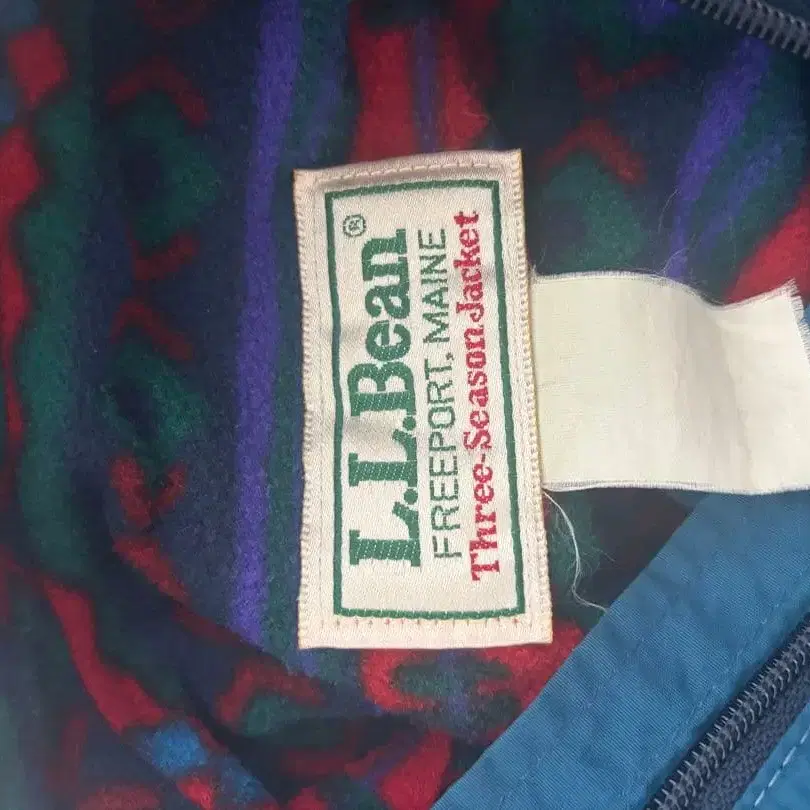 L.L.Bean®
FREEPORT, MAINE
Three-Season Jacket